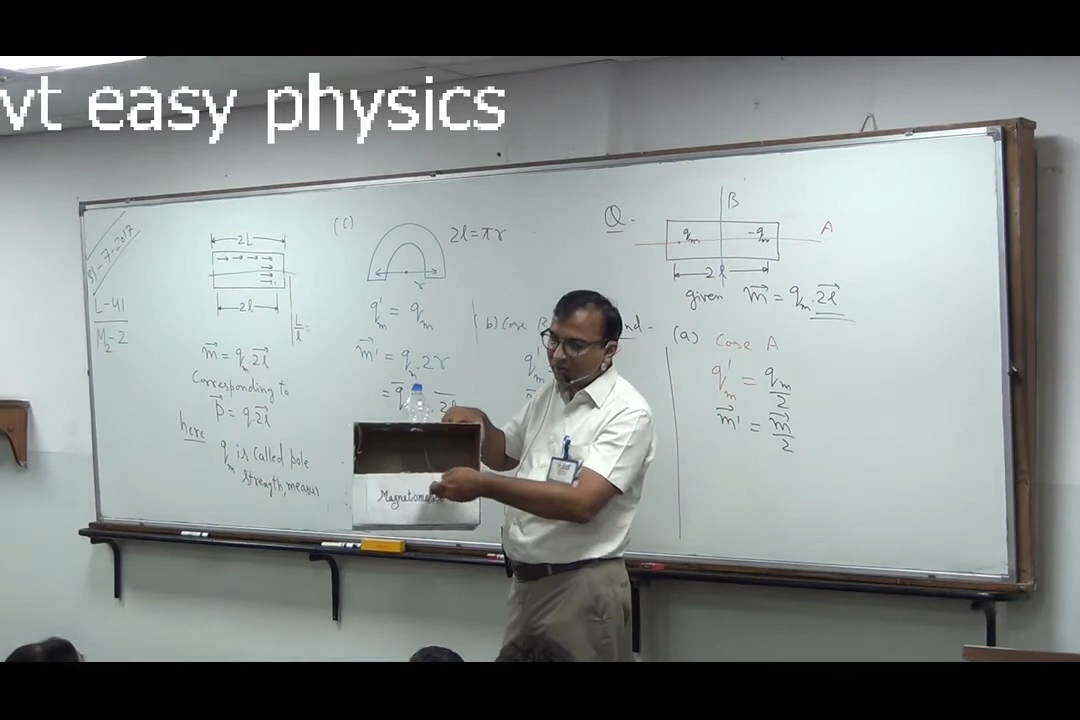 vt easy physics
31-7-2017
L-41
M2-2
2L
2l
L/l
m⃗ = qm 2l⃗
Corresponding to
p⃗ = q.2l⃗
here
qm is called pole
strength, measu
(c)
2l = πr
r
q'm = qm
m⃗' = qm.2r
Magnetome
b) Case B
q'
Q.
B
A
qm
-qm
2l
given m⃗ = qm.2l⃗
(a) Case A
q'm = qm/2
m⃗' = m⃗/2